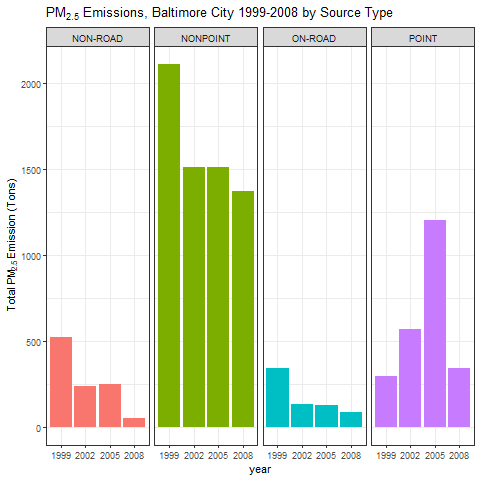 PM2.5 Emissions, Baltimore City 1999-2008 by Source Type
NON-ROAD NONPOINT ON-ROAD POINT
2000
1500
1000
500
0
Total PM2.5 Emission (Tons)
1999 2002 2005 2008 1999 2002 2005 2008 1999 2002 2005 2008 1999 2002 2005 2008
year